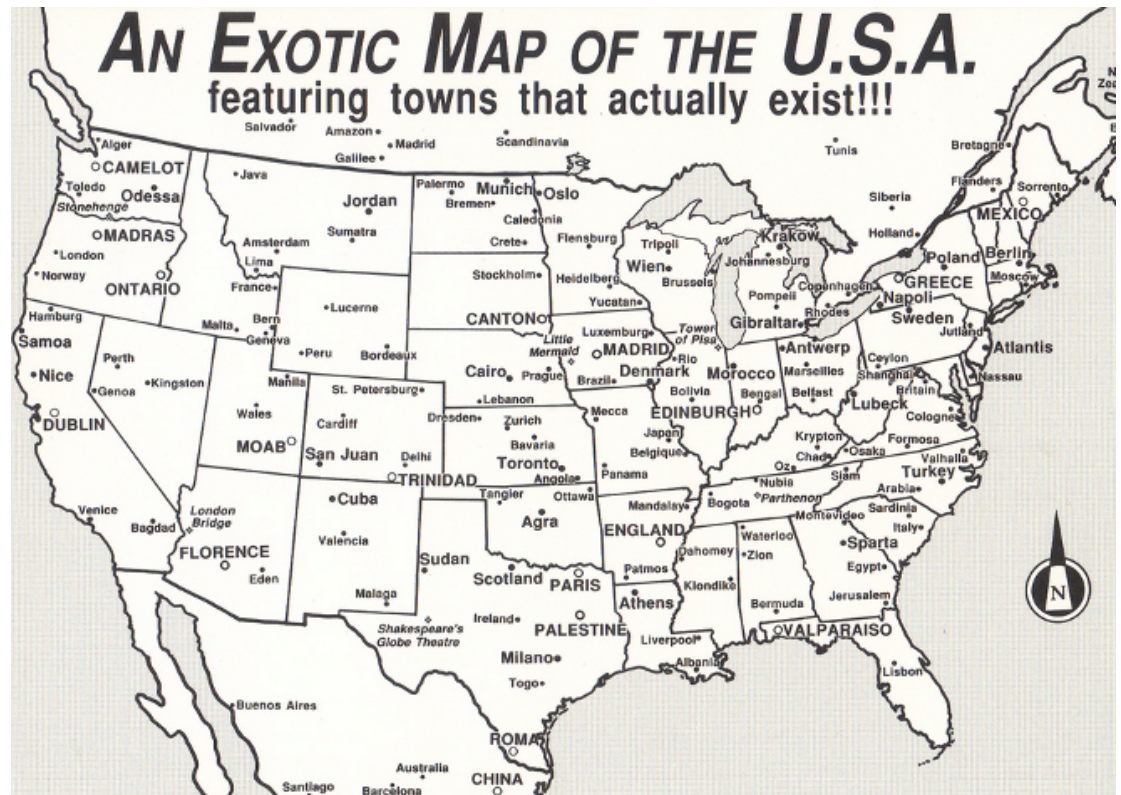 AN EXOTIC MAP OF THE U.S.A.
featuring towns that actually exist!!!
Salvador
Amazon
Madrid
Galilee
Scandinavia
Tunis
Bretagne
Alger
CAMELOT
Toledo
Odessa
Stonehenge
MADRAS
London
Norway
ONTARIO
Java
Jordan
Sumatra
Amsterdam
Lima
France
Palermo
Munich
Oslo
Bremen
Caledonia
Crete
Stockholm
CANTON
Flensburg
Heidelberg
Yucatan
Tripoli
Wien
Brussels
Krakow
Johannesburg
Pompeii
Copenhagen
Rhodes
Gibraltar
Siberia
Holland
Flanders
Sorrento
MEXICO
Poland
Berlin
Moscow
GREECE
Napoli
Sweden
Jutland
Atlantis
Nassau
Hamburg
Samoa
Nice
DUBLIN
Perth
Genoa
Kingston
Malta
Bern
Geneva
Lucerne
Peru
Bordeaux
Manila
Wales
MOAB
St. Petersburg
Cardiff
San Juan
Delhi
TRINIDAD
Little
Mermaid
Cairo
Prague
Lebanon
Dresden
Zurich
Bavaria
Toronto
Angola
Luxemburg
MADRID
Brazil
Denmark
Tower
of Pisa
Rio
Morocco
Bolivia
EDINBURGH
Bengal
Antwerp
Marseilles
Belfast
Ceylon
Shanghai
Britain
Lubeck
Cologne
Mecca
Japan
Belgique
Panama
Krypton
Chad
Osaka
Oz
Formosa
Valhalla
Turkey
Siam
Arabia
Nubia
Parthenon
Bogota
Venice
Bagdad
London
Bridge
FLORENCE
Eden
Cuba
Valencia
Malaga
Tangier
Ottawa
Agra
Mandalay
ENGLAND
Sudan
Scotland
PARIS
Shakespeare's
Globe Theatre
Ireland
PALESTINE
Milano
Togo
Patmos
Athens
Liverpool
Albania
Dahomey
Klondike
Waterloo
Zion
Bermuda
VALPARAISO
Montevideo
Sardinia
Italy
Sparta
Egypt
Jerusalem
Lisbon
N
Buenos Aires
ROMA
Australia
CHINA
Santiago
Barcelona